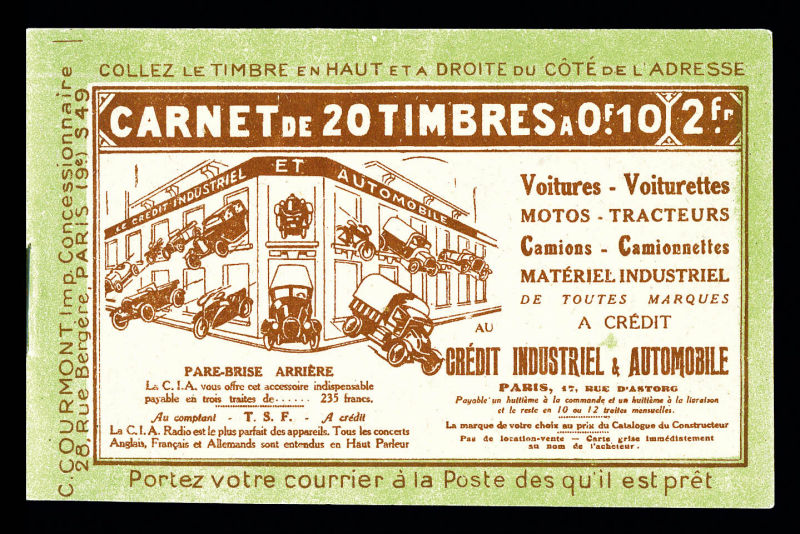 COLLEZ LE TIMBRE EN HAUT ET A DROITE DU CÔTÉ DE L'ADRESSE
C. COURMONT Imp. Concessionnaire
28, Rue Bergère, PARIS (9e) S 49
CARNET DE 20 TIMBRES A 0F.10 2fr.
LE CRÉDIT INDUSTRIEL ET AUTOMOBILE
Voitures - Voiturettes
MOTOS - TRACTEURS
Camions - Camionnettes
MATÉRIEL INDUSTRIEL
DE TOUTES MARQUES
A CRÉDIT
AU
CRÉDIT INDUSTRIEL & AUTOMOBILE
PARIS, 17, RUE D'ASTORG
Payable un huitième à la commande et un huitième à la livraison
et le reste en 10 ou 12 traites mensuelles.
La marque de votre choix au prix du Catalogue du Constructeur
Pas de location-vente — Carte grise immédiatement
au nom de l'acheteur.
PARE-BRISE ARRIÈRE
La C. I. A. vous offre cet accessoire indispensable
payable en trois traites de...... 235 francs.
Au comptant - T. S. F. - A crédit
La C. I. A. Radio est le plus parfait des appareils. Tous les concerts
Anglais, Français et Allemands sont entendus en Haut Parleur
Portez votre courrier à la Poste des qu'il est prêt